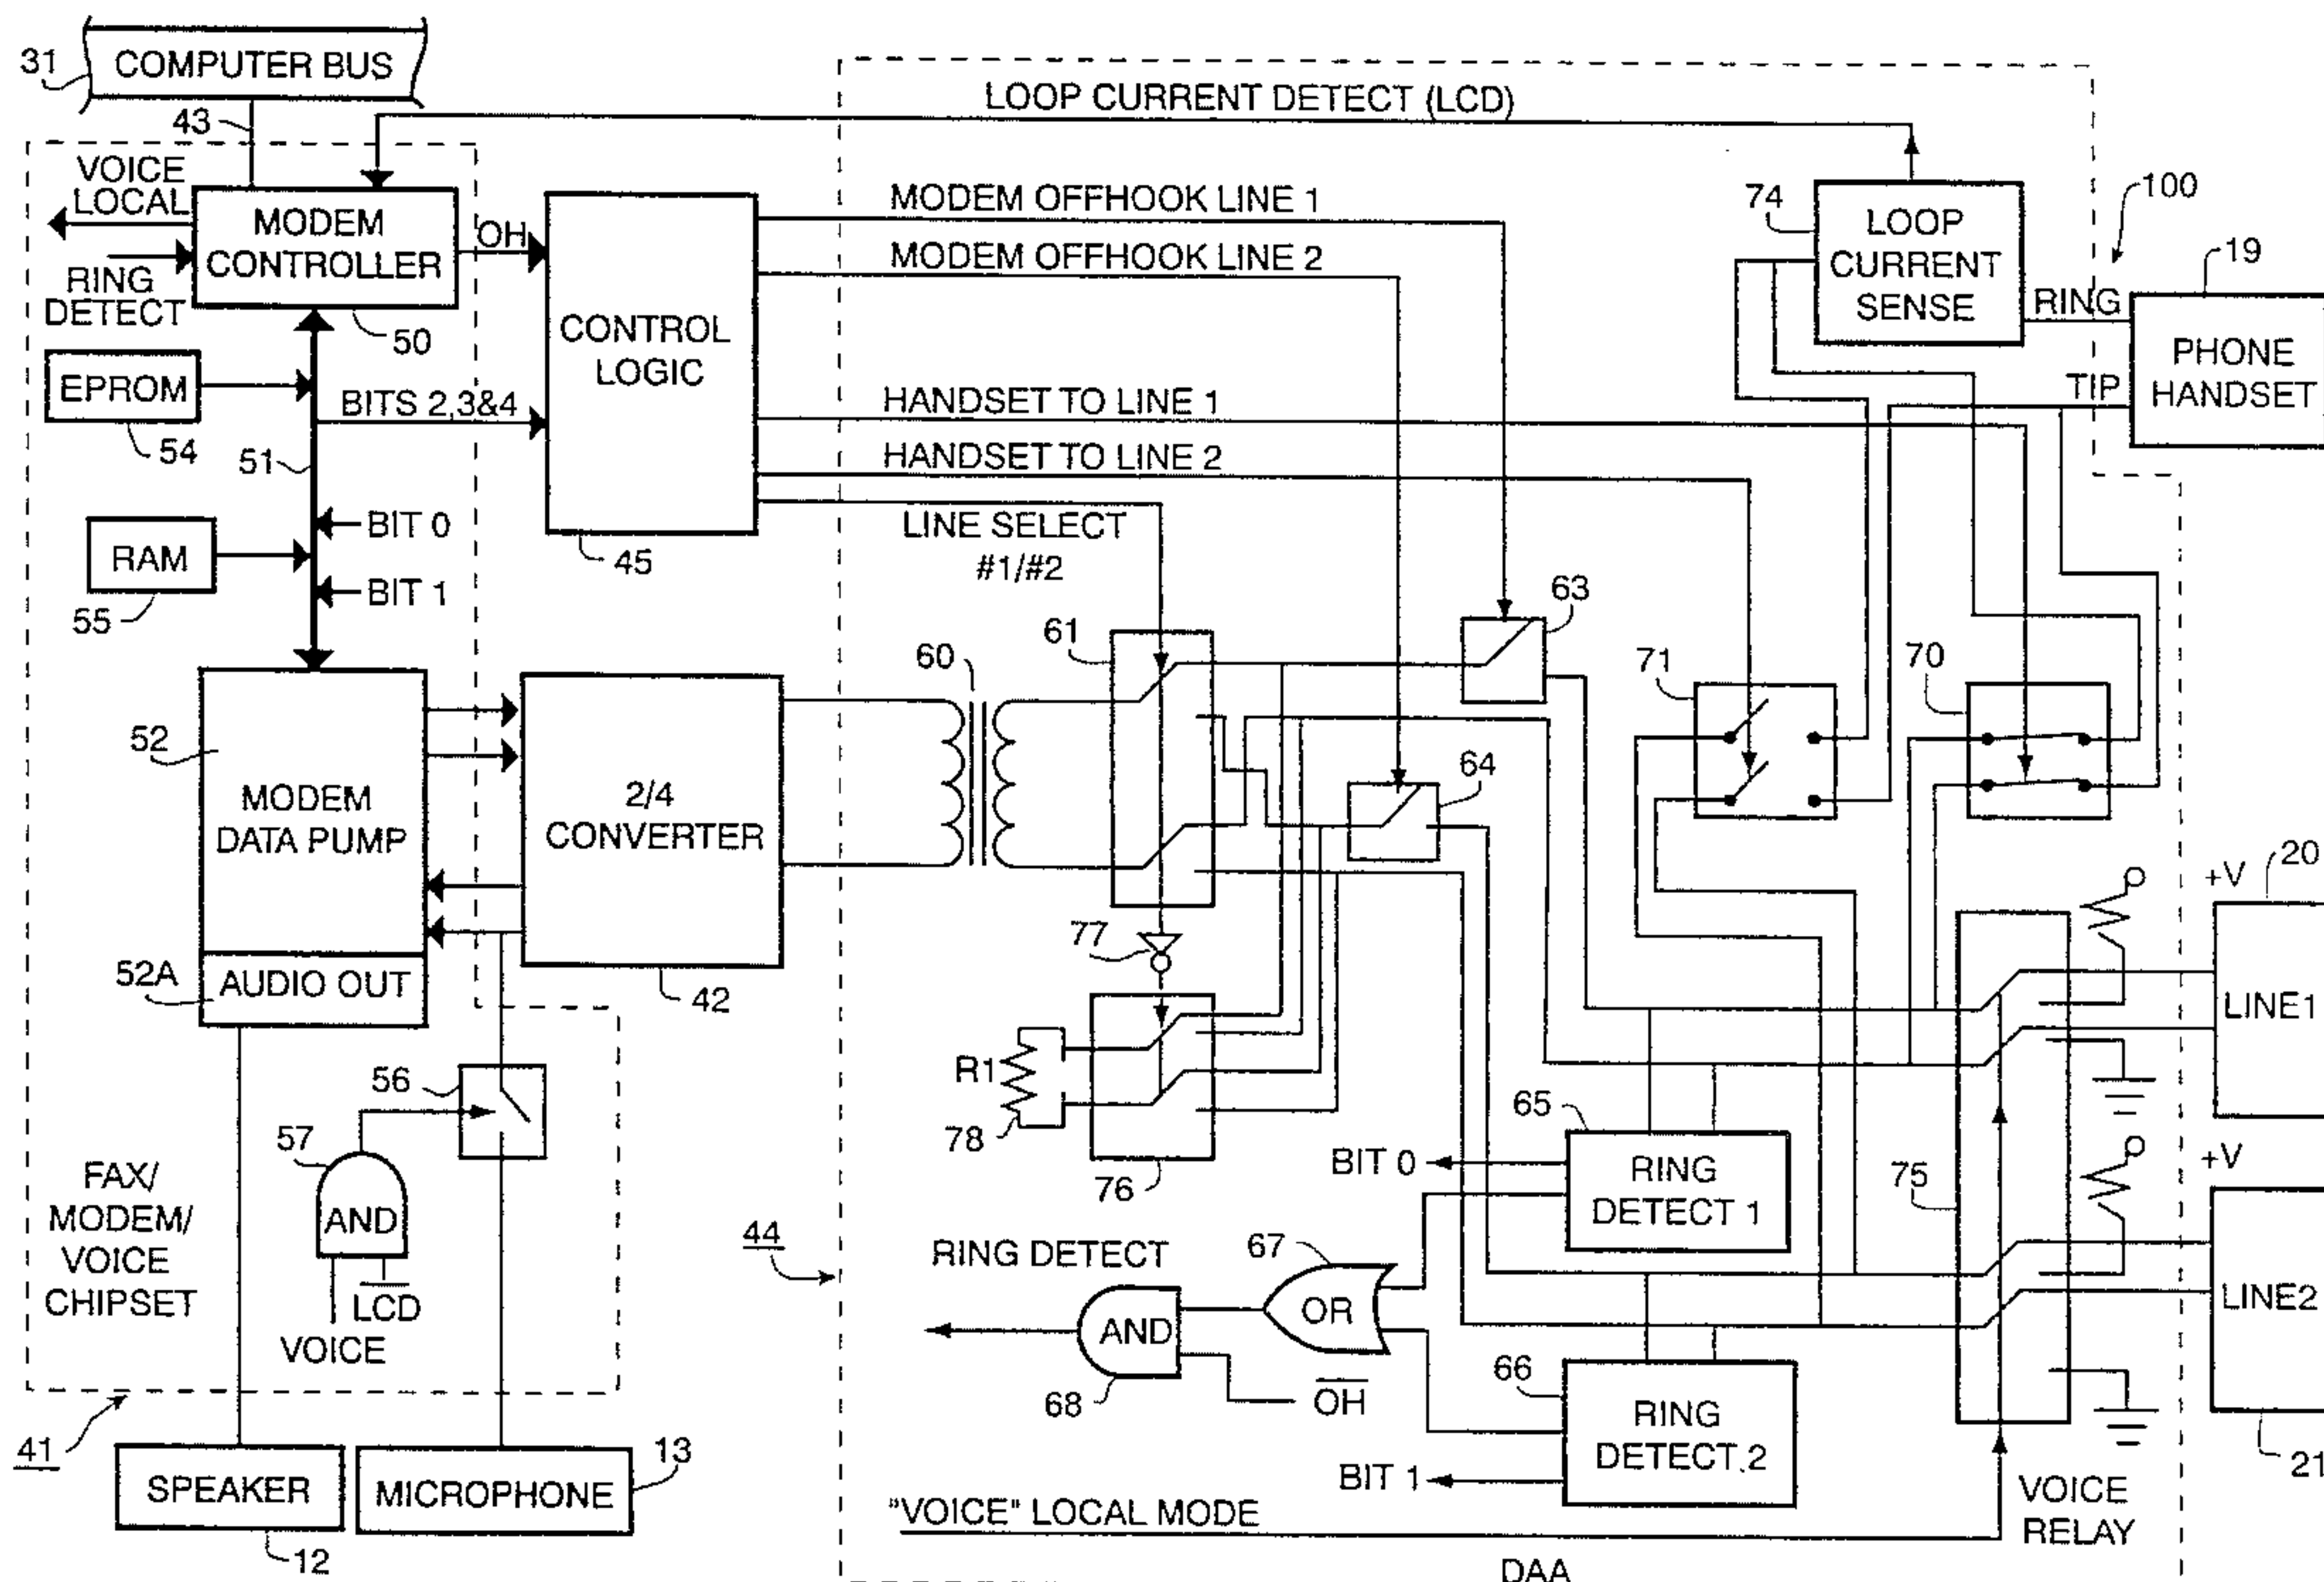 31
COMPUTER BUS
43
LOOP CURRENT DETECT (LCD)
VOICE
LOCAL
MODEM
CONTROLLER
OH
RING
DETECT
50
EPROM
54
BITS 2,3&4
51
BIT 0
RAM
55
BIT 1
CONTROL
LOGIC
45
MODEM OFFHOOK LINE 1
MODEM OFFHOOK LINE 2
HANDSET TO LINE 1
HANDSET TO LINE 2
LINE SELECT
#1/#2
74
LOOP
CURRENT
SENSE
100
19
RING
TIP
PHONE
HANDSET
52
MODEM
DATA PUMP
52A
AUDIO OUT
2/4
CONVERTER
42
60
61
63
64
71
70
77
R1
78
76
56
57
AND
LCD
VOICE
FAX/
MODEM/
VOICE
CHIPSET
41
SPEAKER
12
MICROPHONE
13
44
RING DETECT
67
OR
AND
68
OH
65
BIT 0
RING
DETECT 1
66
RING
DETECT 2
BIT 1
75
+V
20
LINE1
+V
LINE2
21
"VOICE" LOCAL MODE
VOICE
RELAY
DAA